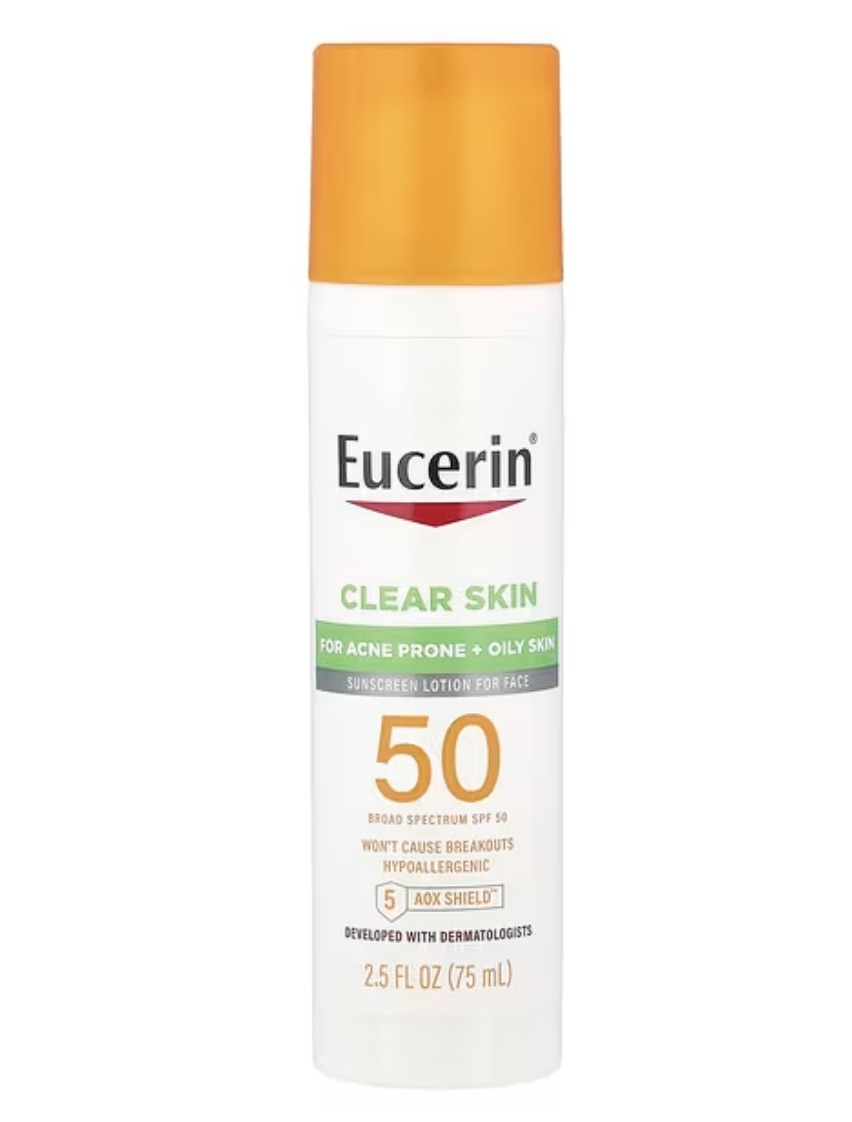 Eucerin®
CLEAR SKIN
FOR ACNE PRONE + OILY SKIN
SUNSCREEN LOTION FOR FACE
50
BROAD SPECTRUM SPF 50
WON'T CAUSE BREAKOUTS
HYPOALLERGENIC
5 AOX SHIELD™
DEVELOPED WITH DERMATOLOGISTS
2.5 FL OZ (75 mL)